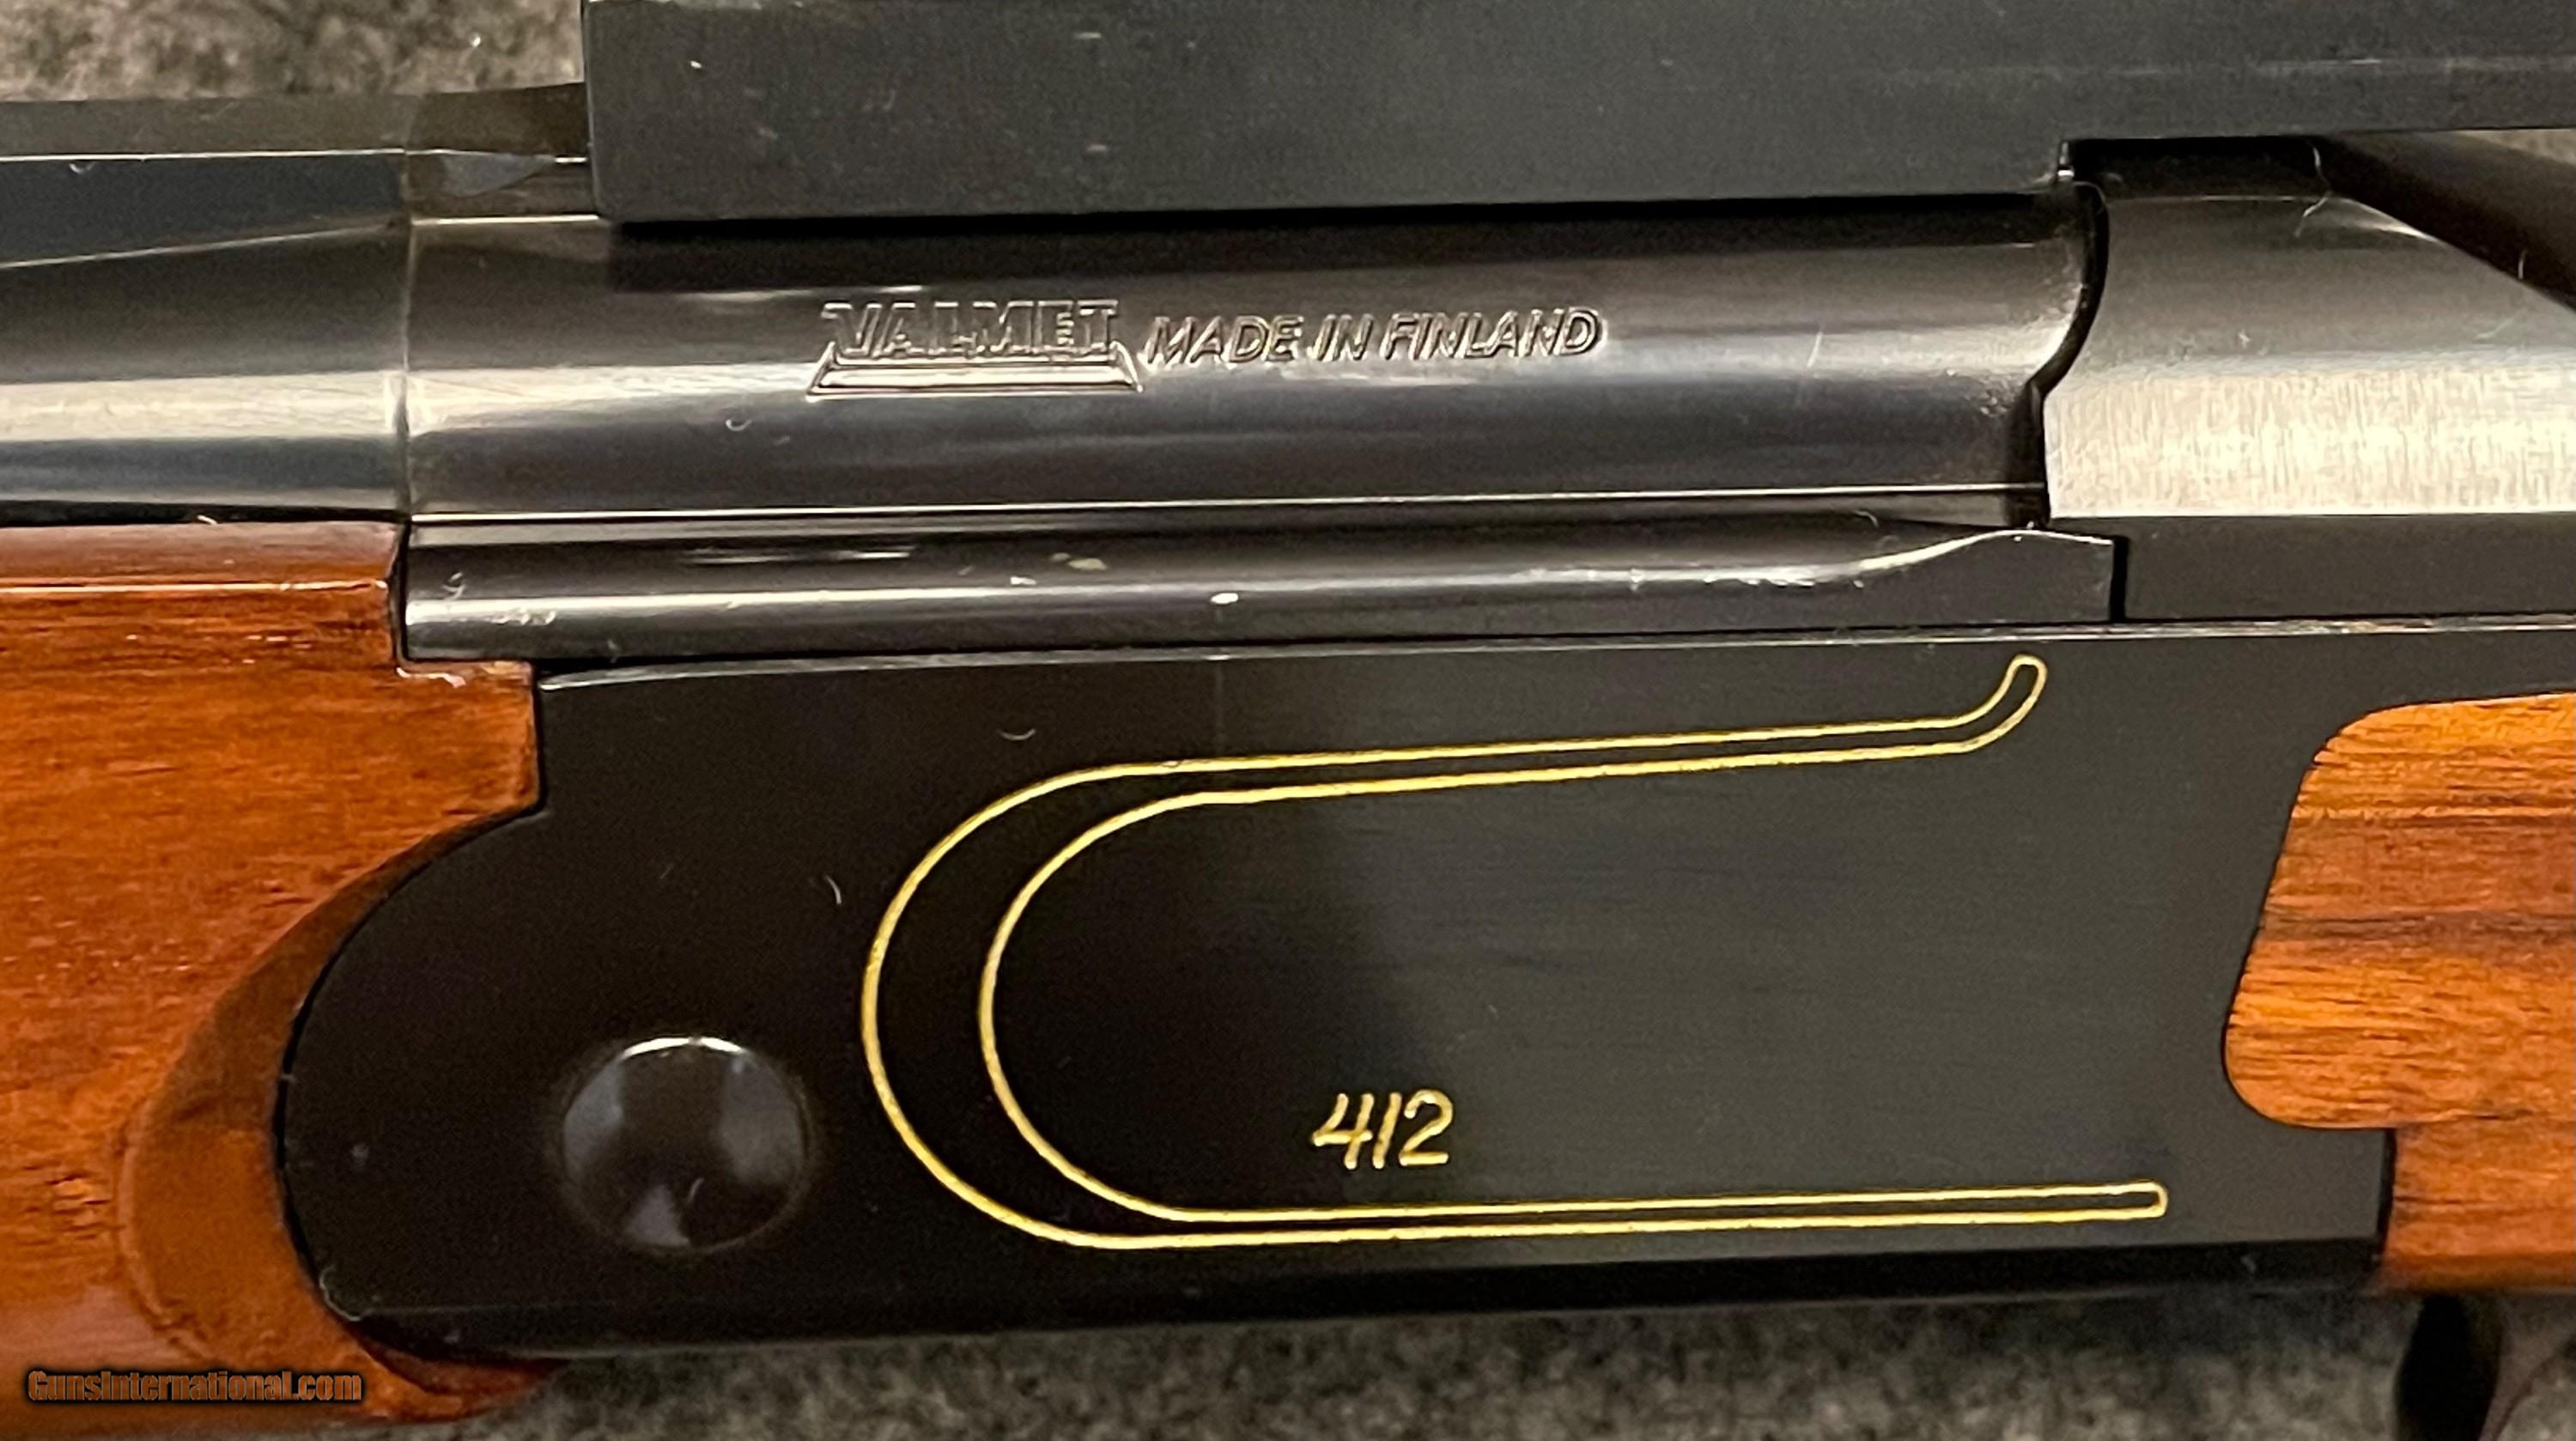 VALMET MADE IN FINLAND
412
GunsInternational.com